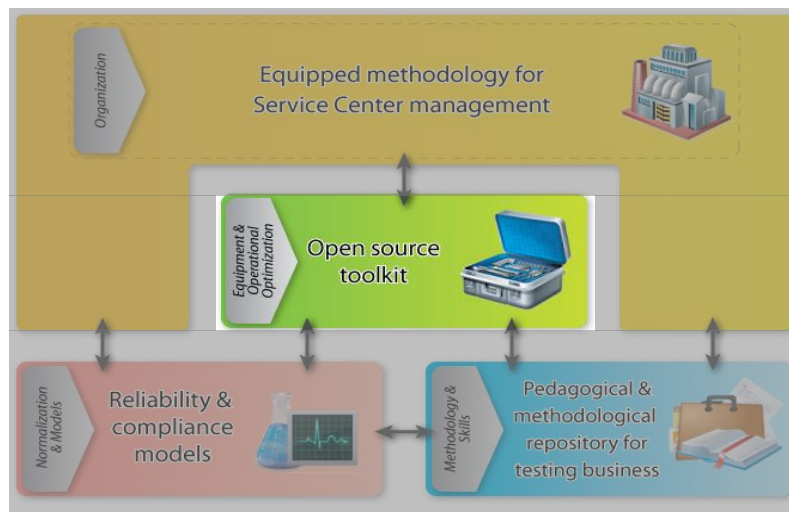 Organization
Equipped methodology for
Service Center management
Equipment &
Operational
Optimization
Open source
toolkit
Normalization
& Models
Reliability &
compliance
models
Methodology &
Skills
Pedagogical &
methodological
repository for
testing business